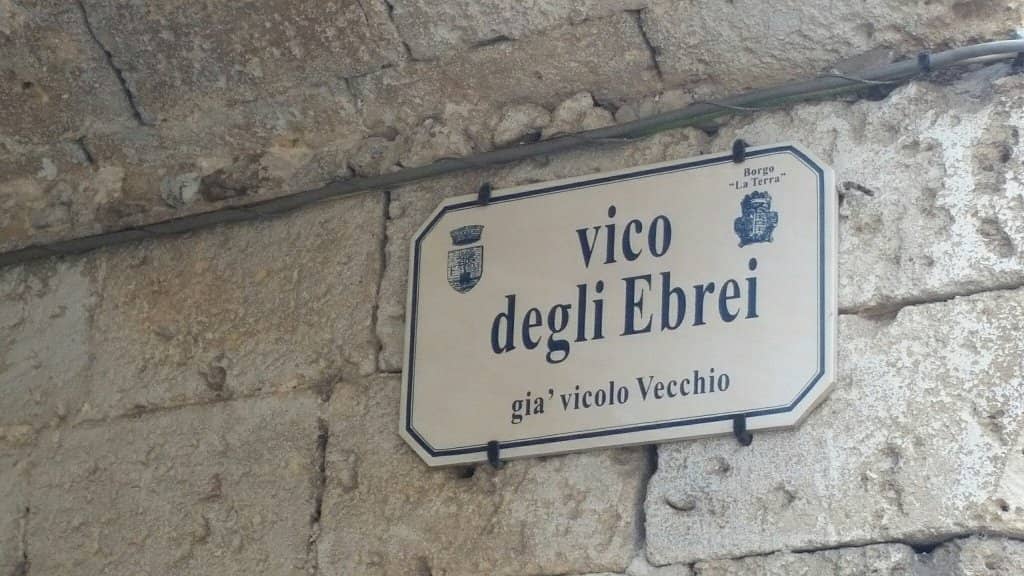 Borgo
"La Terra"
vico
degli Ebrei
gia' vicolo Vecchio